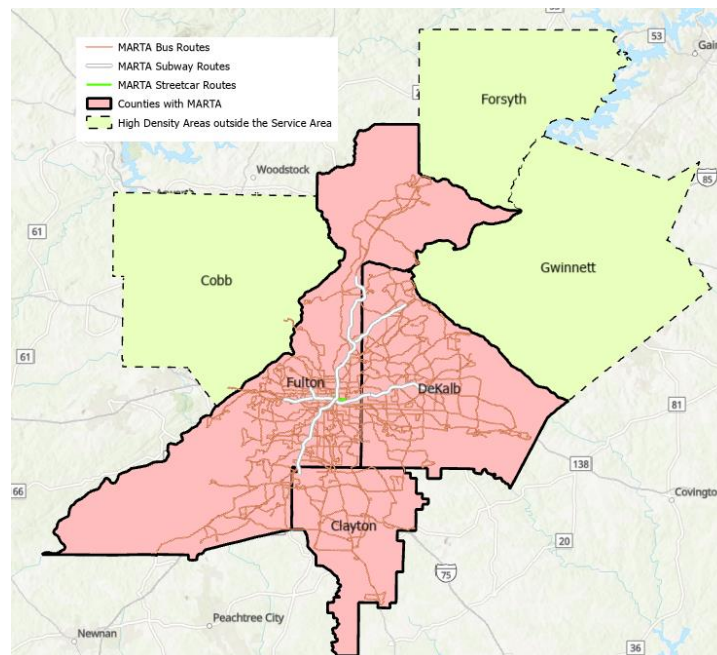 MARTA Bus Routes
MARTA Subway Routes
MARTA Streetcar Routes
Counties with MARTA
High Density Areas outside the Service Area
53
53
Forsyth
Woodstock
85
61
Cobb
Gwinnett
61
Fulton
DeKalb
81
138
66
Covington
Clayton
20
75
Peachtree City
Newnan
36